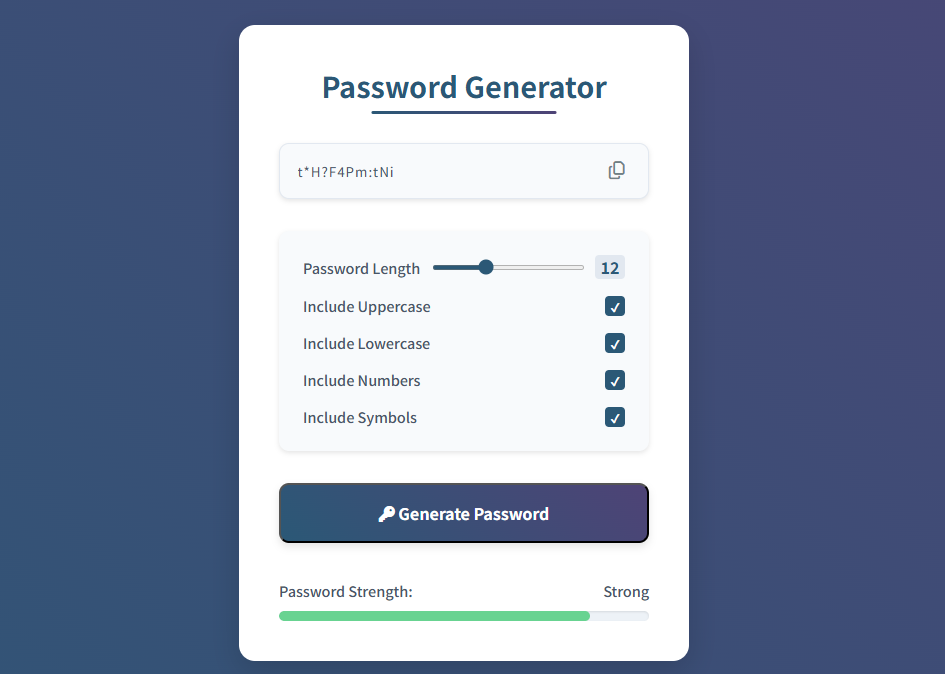 Password Generator
t*H?F4Pm:tNi
Password Length 12
Include Uppercase
Include Lowercase
Include Numbers
Include Symbols
Generate Password
Password Strength: Strong